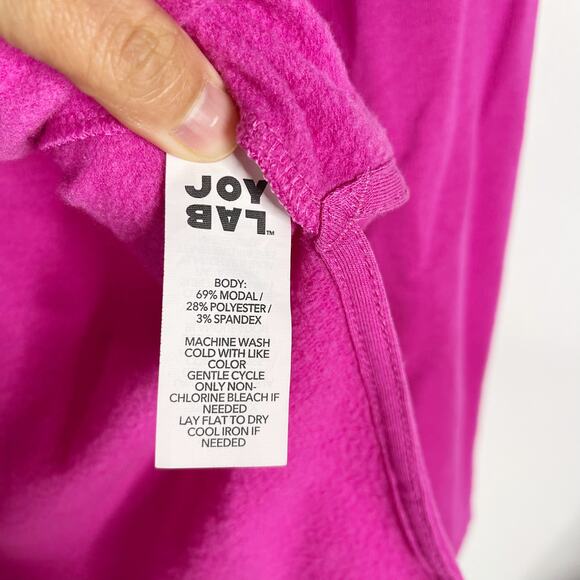 JOY
LAB™
BODY:
69% MODAL /
28% POLYESTER /
3% SPANDEX
MACHINE WASH
COLD WITH LIKE
COLOR
GENTLE CYCLE
ONLY NON-
CHLORINE BLEACH IF
NEEDED
LAY FLAT TO DRY
COOL IRON IF
NEEDED